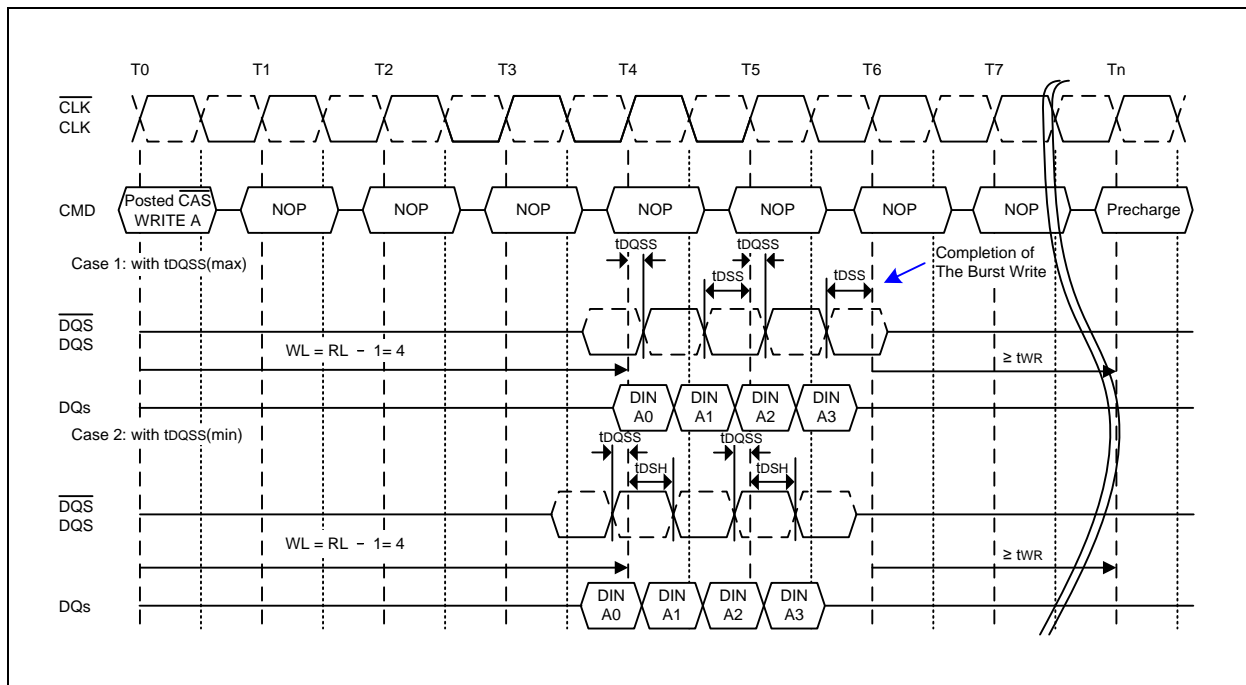 T0 T1 T2 T3 T4 T5 T6 T7 Tn
CLK
CLK
CMD
Posted CAS
WRITE A
NOP NOP NOP NOP NOP NOP NOP Precharge
Case 1: with tDQSS(max)
tDQSS tDQSS
tDSS tDSS
Completion of
The Burst Write
DQS
DQS
WL = RL − 1= 4
≥ tWR
DQs
DIN
A0
DIN
A1
DIN
A2
DIN
A3
Case 2: with tDQSS(min)
tDQSS tDQSS
tDSH tDSH
DQS
DQS
WL = RL − 1= 4
≥ tWR
DQs
DIN
A0
DIN
A1
DIN
A2
DIN
A3